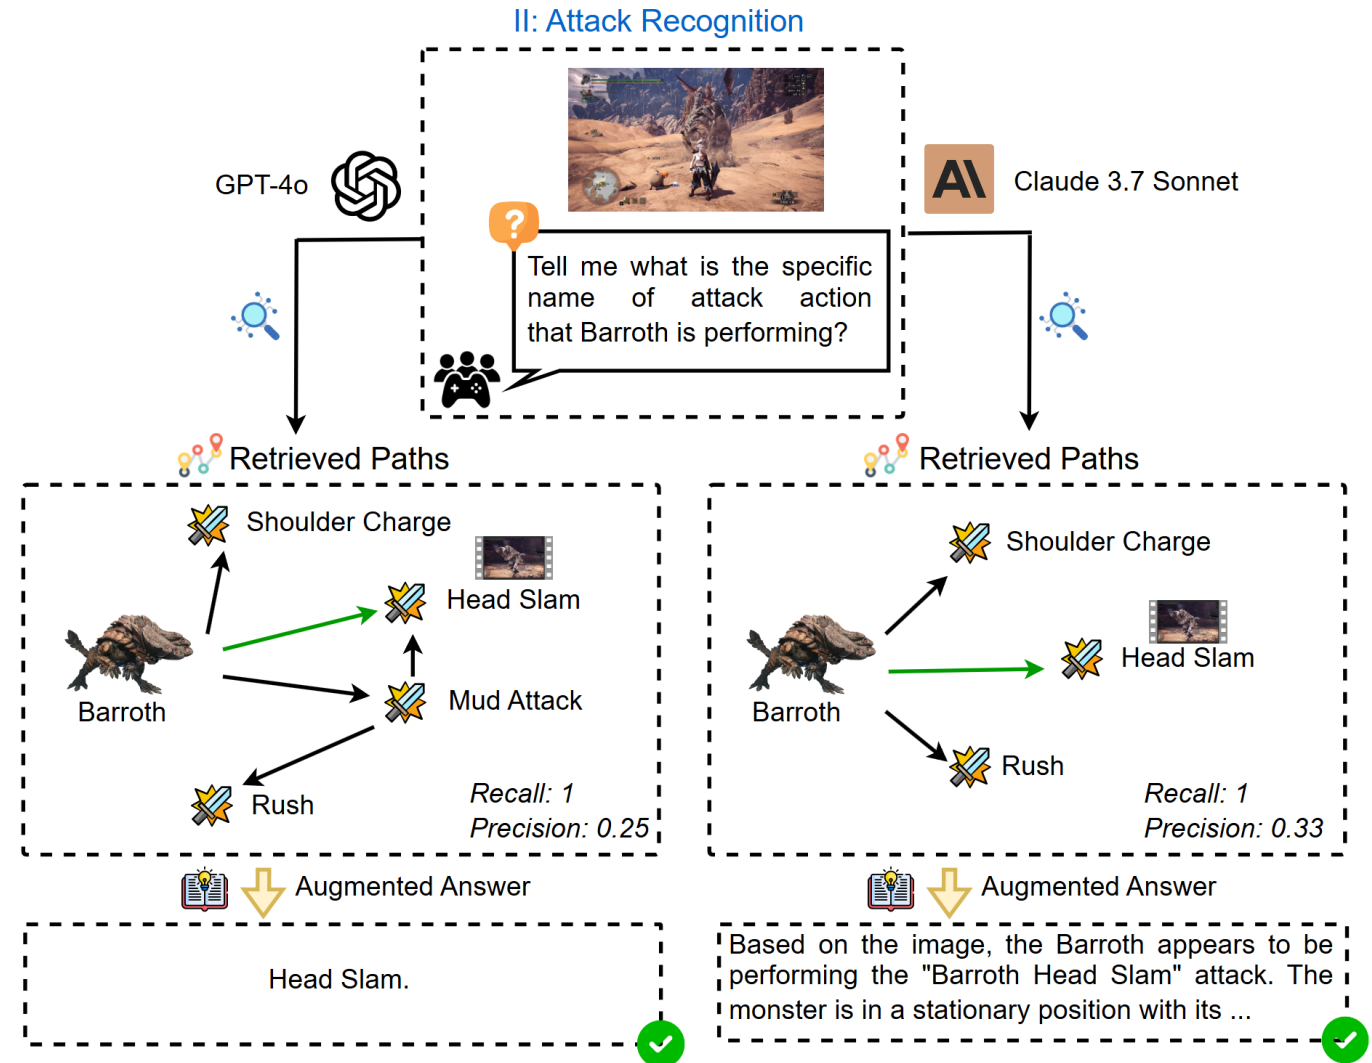 II: Attack Recognition
GPT-4o
Claude 3.7 Sonnet
Tell me what is the specific
name of attack action
that Barroth is performing?
Retrieved Paths
Shoulder Charge
Head Slam
Barroth
Mud Attack
Rush
Recall: 1
Precision: 0.25
Augmented Answer
Head Slam.
Retrieved Paths
Shoulder Charge
Head Slam
Barroth
Rush
Recall: 1
Precision: 0.33
Augmented Answer
Based on the image, the Barroth appears to be
performing the "Barroth Head Slam" attack. The
monster is in a stationary position with its ...